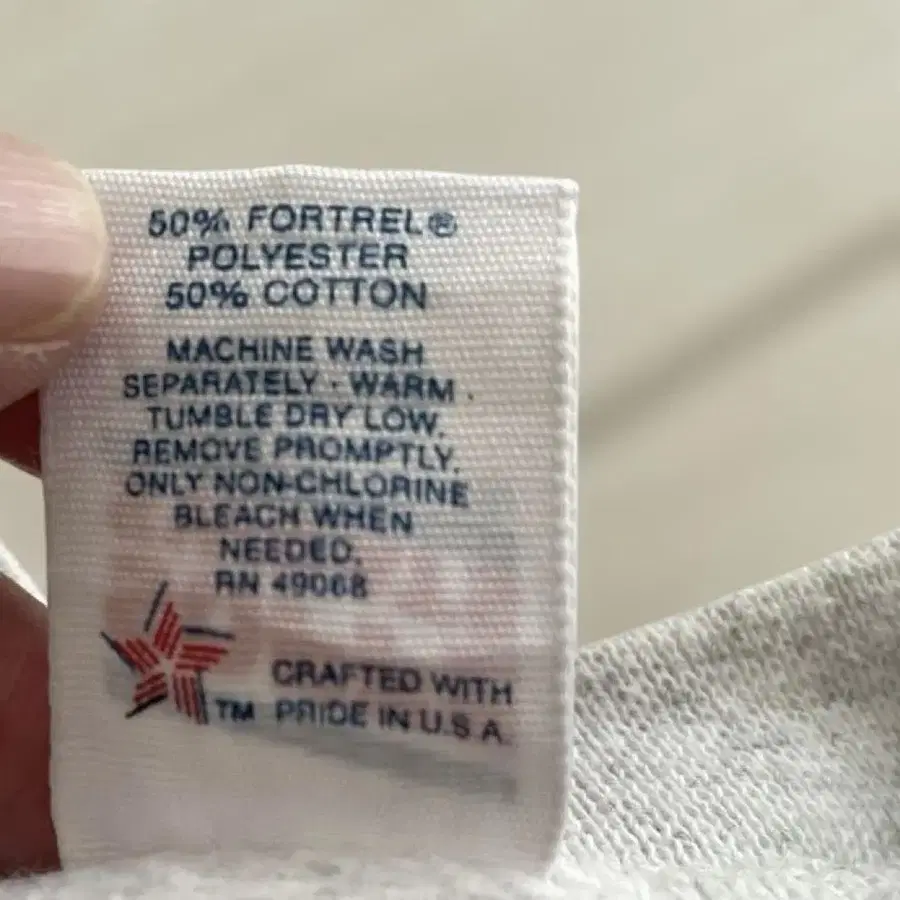 50% FORTREL®
POLYESTER
50% COTTON
MACHINE WASH
SEPARATELY · WARM.
TUMBLE DRY LOW.
REMOVE PROMPTLY.
ONLY NON-CHLORINE
BLEACH WHEN
NEEDED.
RN 49068
CRAFTED WITH
TM PRIDE IN U.S.A.